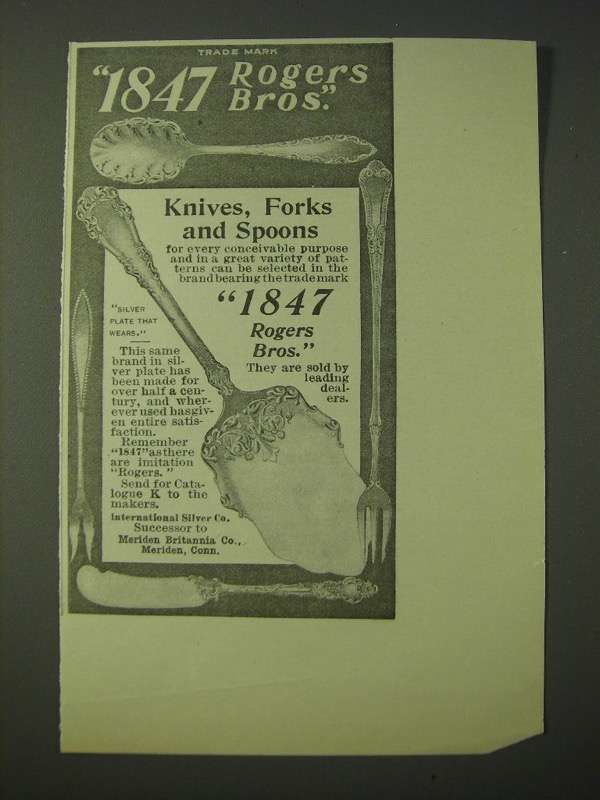 TRADE MARK
"1847 Rogers
Bros."
Knives, Forks
and Spoons
for every conceivable purpose
and in a great variety of pat-
terns can be selected in the
brand bearing the trade mark
"1847
Rogers
Bros."
They are sold by
leading
deal-
ers.
"SILVER
PLATE THAT
WEARS."
This same
brand in sil-
ver plate has
been made for
over half a cen-
tury, and wher-
ever used has giv-
en entire satis-
faction.
Remember
"1847" as there
are imitation
"Rogers."
Send for Cata-
logue K to the
makers.
International Silver Co.
Successor to
Meriden Britannia Co.,
Meriden, Conn.